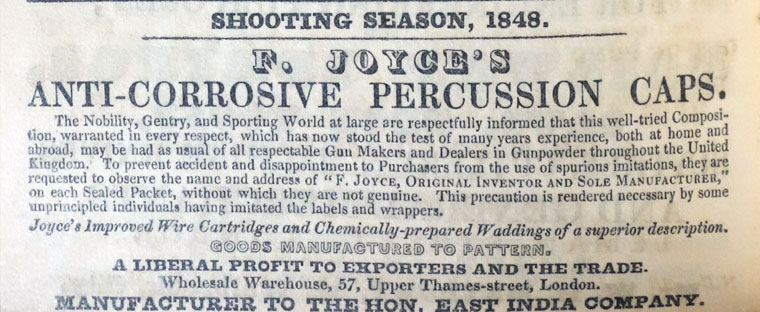 SHOOTING SEASON, 1848.
F. JOYCE'S
ANTI-CORROSIVE PERCUSSION CAPS.
The Nobility, Gentry, and Sporting World at large are respectfully informed that this well-tried Composi-
tion, warranted in every respect, which has now stood the test of many years experience, both at home and
abroad, may be had as usual of all respectable Gun Makers and Dealers in Gunpowder throughout the United
Kingdom. To prevent accident and disappointment to Purchasers from the use of spurious imitations, they are
requested to observe the name and address of "F. JOYCE, ORIGINAL INVENTOR AND SOLE MANUFACTURER,"
on each Sealed Packet, without which they are not genuine. This precaution is rendered necessary by some
unprincipled individuals having imitated the labels and wrappers.
Joyce's Improved Wire Cartridges and Chemically-prepared Waddings of a superior description.
GOODS MANUFACTURED TO PATTERN.
A LIBERAL PROFIT TO EXPORTERS AND THE TRADE.
Wholesale Warehouse, 57, Upper Thames-street, London.
MANUFACTURER TO THE HON. EAST INDIA COMPANY.